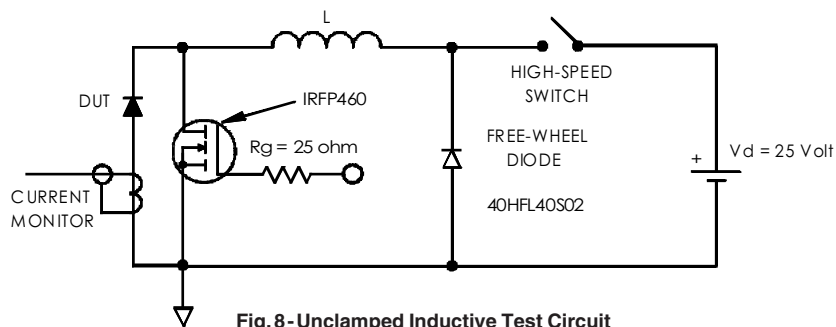 L
HIGH-SPEED
SWITCH
DUT
IRFP460
Rg = 25 ohm
FREE-WHEEL
DIODE
+
Vd = 25 Volt
CURRENT
MONITOR
40HFL40S02
Fig. 8 - Unclamped Inductive Test Circuit